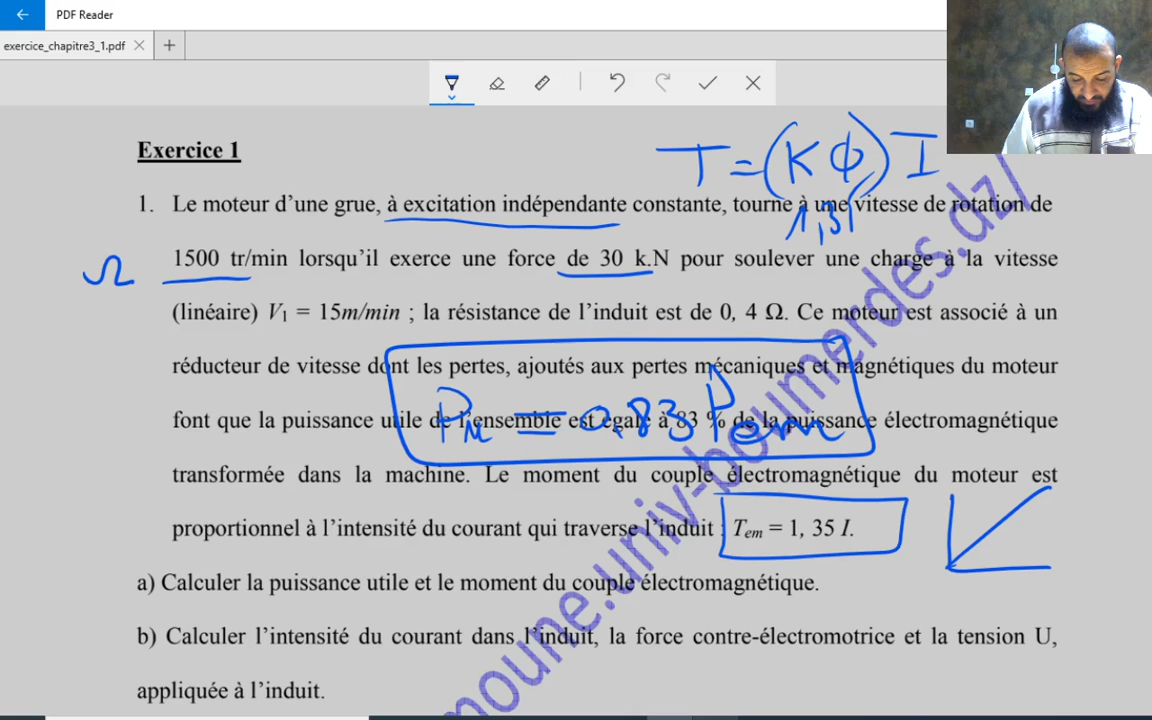 PDF Reader
exercice_chapitre3_1.pdf
T = (KΦ) I
1,35
Exercice 1
1. Le moteur d'une grue, à excitation indépendante constante, tourne à une vitesse de rotation de
Ω
1500 tr/min lorsqu'il exerce une force de 30 k.N pour soulever une charge à la vitesse
(linéaire) V1 = 15m/min ; la résistance de l'induit est de 0, 4 Ω. Ce moteur est associé à un
réducteur de vitesse dont les pertes, ajoutés aux pertes mécaniques et magnétiques du moteur
font que la puissance utile de l'ensemble est égale à 83 % de la puissance électromagnétique
Pu = 0,83 Pem
transformée dans la machine. Le moment du couple électromagnétique du moteur est
proportionnel à l'intensité du courant qui traverse l'induit : Tem = 1, 35 I.
a) Calculer la puissance utile et le moment du couple électromagnétique.
b) Calculer l'intensité du courant dans l'induit, la force contre-électromotrice et la tension U,
appliquée à l'induit.
moune.univ-boumerdes.dz/